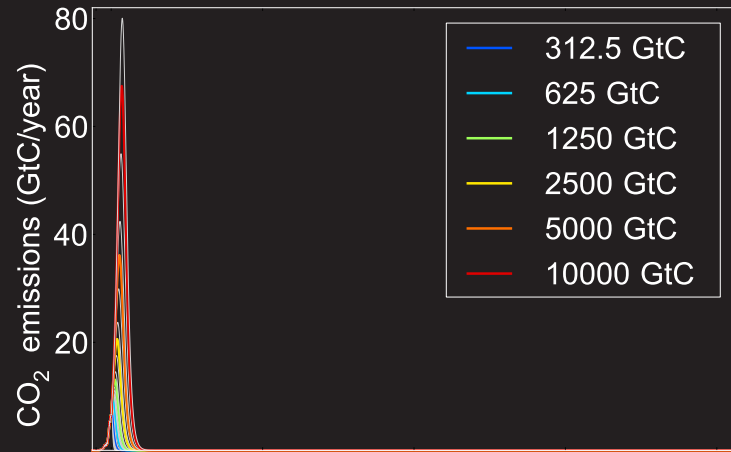 80
60
40
20
CO2 emissions (GtC/year)
312.5 GtC
625 GtC
1250 GtC
2500 GtC
5000 GtC
10000 GtC